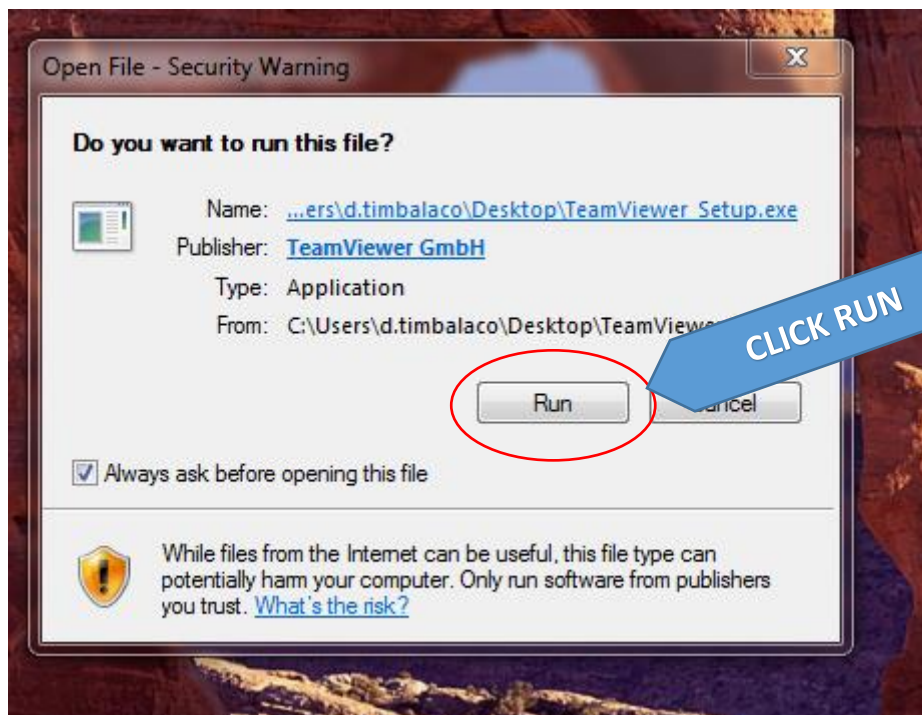 Open File - Security Warning
Do you want to run this file?
Name: ...ers\d.timbalaco\Desktop\TeamViewer_Setup.exe
Publisher: TeamViewer GmbH
Type: Application
From: C:\Users\d.timbalaco\Desktop\TeamViewer
CLICK RUN
Run
Always ask before opening this file
While files from the Internet can be useful, this file type can
potentially harm your computer. Only run software from publishers
you trust. What's the risk?